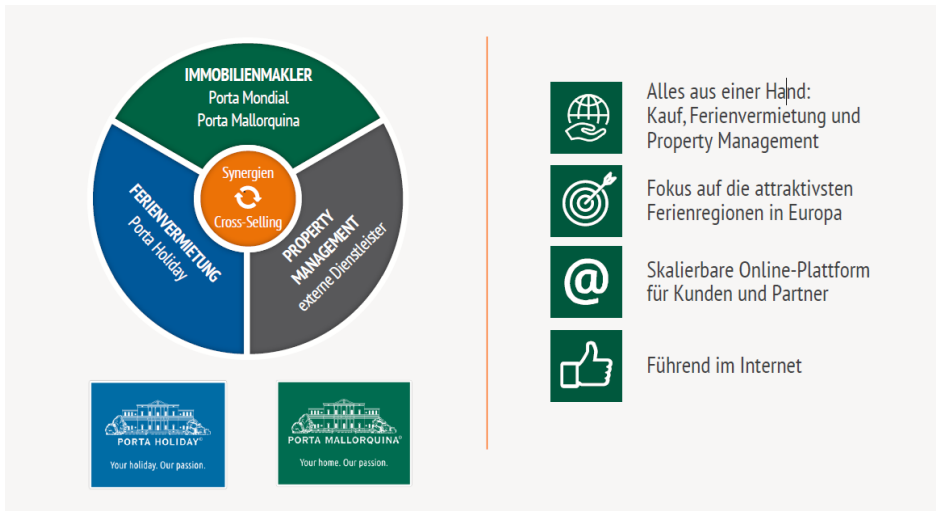 IMMOBILIENMAKLER
Porta Mondial
Porta Mallorquina
Synergien
Cross-Selling
FERIENVERMIETUNG
Porta Holiday
PROPERTY
MANAGEMENT
externe Dienstleister
PORTA HOLIDAY®
Your holiday. Our passion.
PORTA MALLORQUINA®
Your home. Our passion.
Alles aus einer Hand:
Kauf, Ferienvermietung und
Property Management
Fokus auf die attraktivsten
Ferienregionen in Europa
@
Skalierbare Online-Plattform
für Kunden und Partner
Führend im Internet